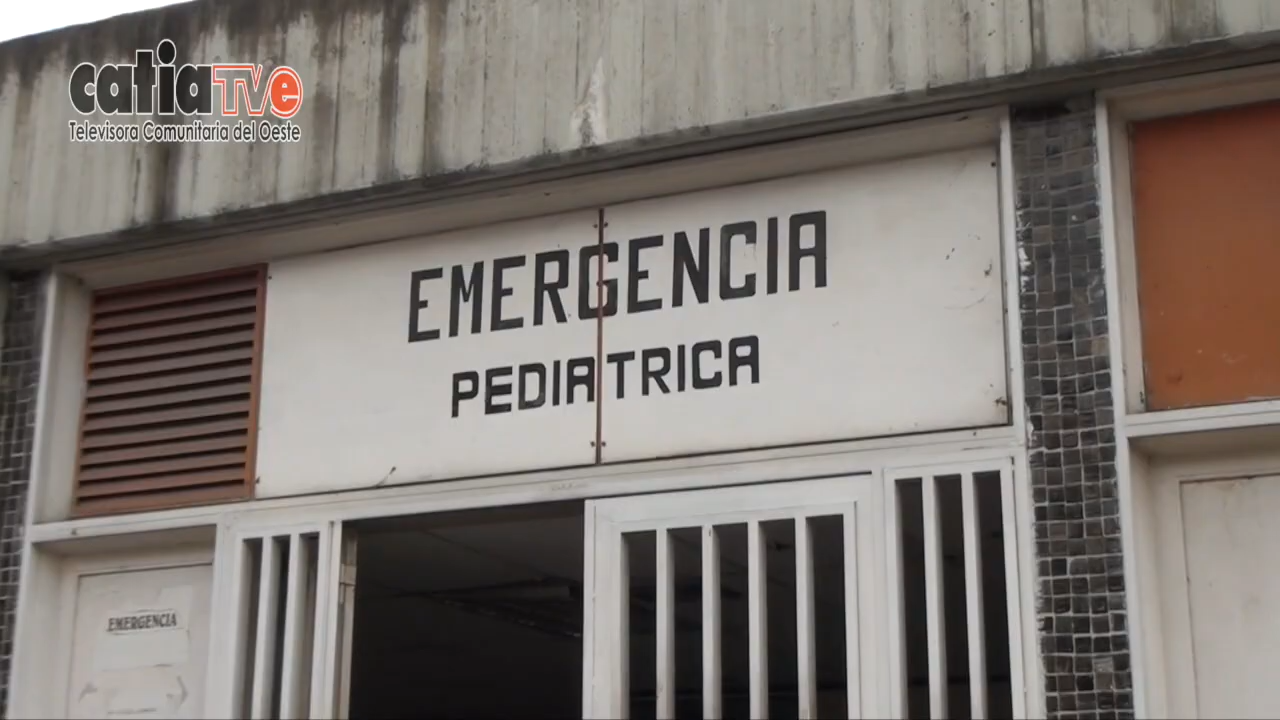 catiaTVe
Televisora Comunitaria del Oeste
EMERGENCIA
PEDIATRICA
EMERGENCIA